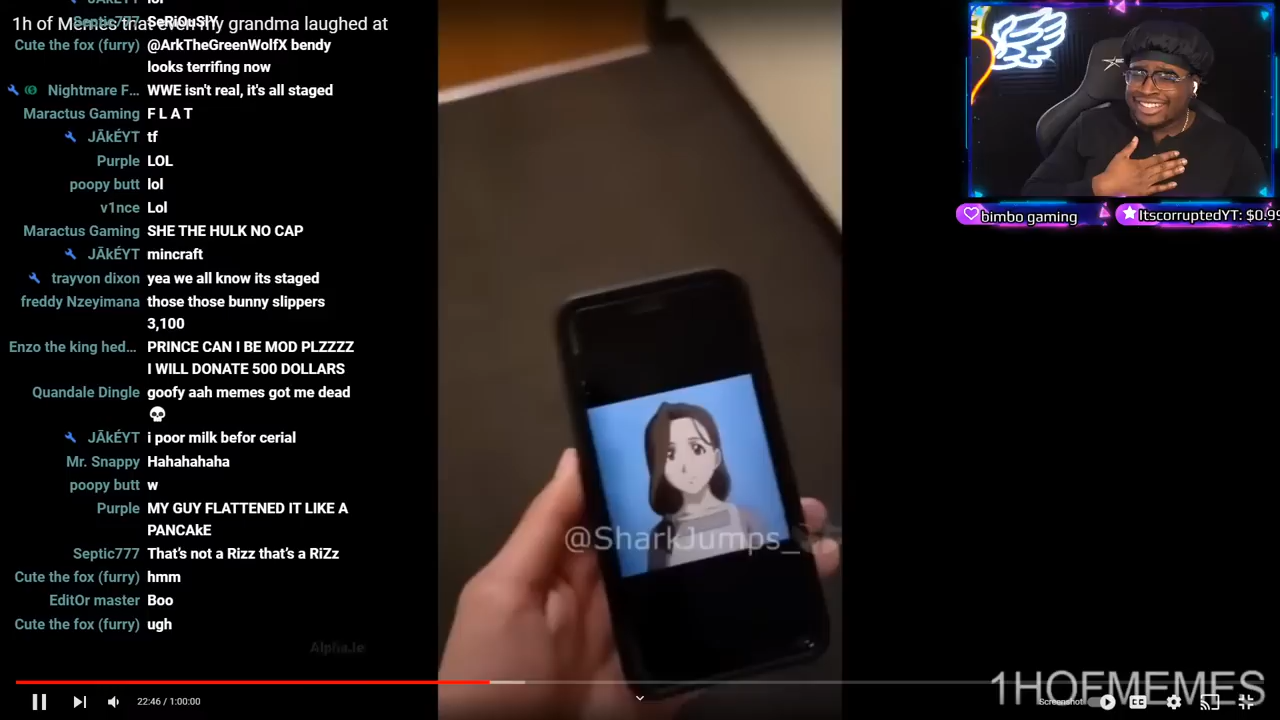 1h of Memes that even my grandma laughed at
Septic777 SeRiOuSlY
Cute the fox (furry) @ArkTheGreenWolfX bendy
looks terrifing now
Nightmare F... WWE isn't real, it's all staged
Maractus Gaming F L A T
JĀkÉYT tf
Purple LOL
poopy butt lol
v1nce Lol
Maractus Gaming SHE THE HULK NO CAP
JĀkÉYT mincraft
trayvon dixon yea we all know its staged
freddy Nzeyimana those those bunny slippers
3,100
Enzo the king hed... PRINCE CAN I BE MOD PLZZZZ
I WILL DONATE 500 DOLLARS
Quandale Dingle goofy aah memes got me dead
💀
JĀkÉYT i poor milk befor cerial
Mr. Snappy Hahahahaha
poopy butt w
Purple MY GUY FLATTENED IT LIKE A
PANCAkE
Septic777 That's not a Rizz that's a RiZz
Cute the fox (furry) hmm
EditOr master Boo
Cute the fox (furry) ugh
Alpha.ie
@SharkJumps_
bimbo gaming
ItscorruptedYT: $0.99
1HOFMEMES
22:46 / 1:00:00
Screenshot
CC